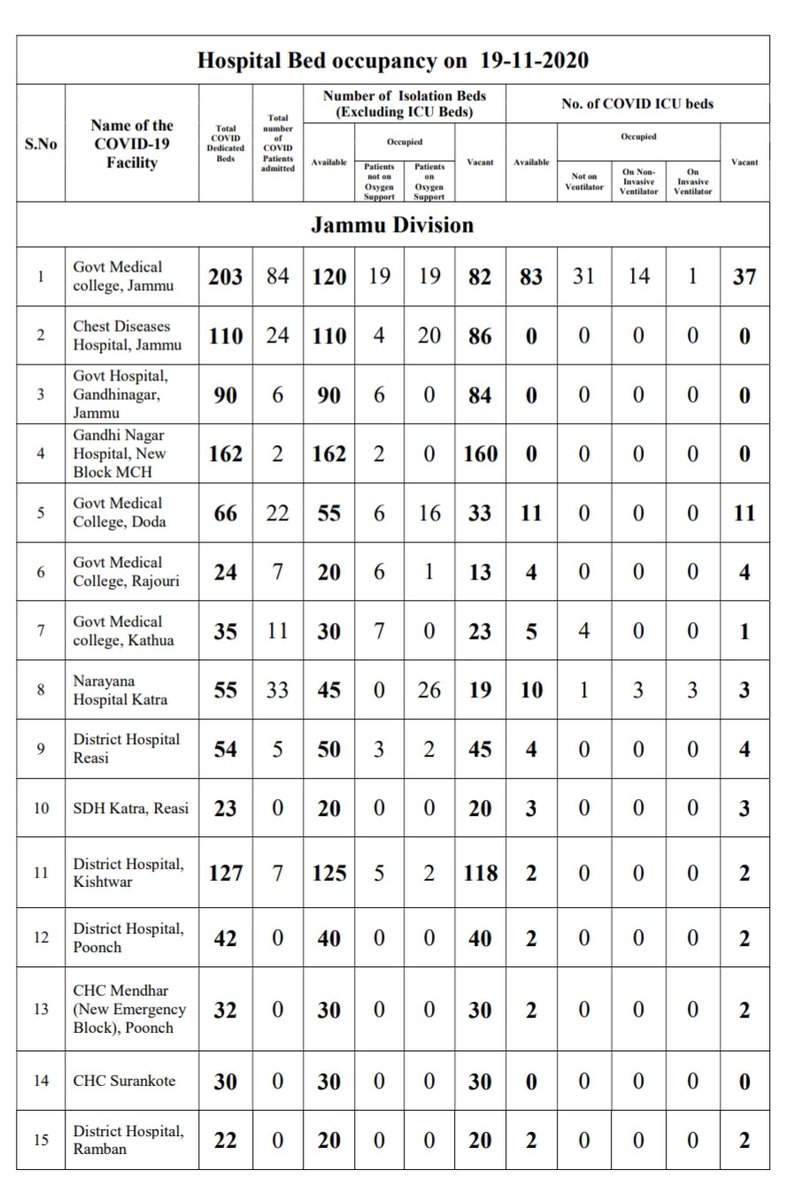 Hospital Bed occupancy on 19-11-2020
S.No
Name of the
COVID-19
Facility
Total
COVID
Dedicated
Beds
Total
number
of
COVID
Patients
admitted
Number of Isolation Beds
(Excluding ICU Beds)
No. of COVID ICU beds
Available
Occupied
Patients
not on
Oxygen
Support
Patients
on
Oxygen
Support
Vacant
Available
Occupied
Not on
Ventilator
On Non-
Invasive
Ventilator
On
Invasive
Ventilator
Vacant
Jammu Division
1 Govt Medical
college, Jammu 203 84 120 19 19 82 83 31 14 1 37
2 Chest Diseases
Hospital, Jammu 110 24 110 4 20 86 0 0 0 0 0
3 Govt Hospital,
Gandhinagar,
Jammu 90 6 90 6 0 84 0 0 0 0 0
4 Gandhi Nagar
Hospital, New
Block MCH 162 2 162 2 0 160 0 0 0 0 0
5 Govt Medical
College, Doda 66 22 55 6 16 33 11 0 0 0 11
6 Govt Medical
College, Rajouri 24 7 20 6 1 13 4 0 0 0 4
7 Govt Medical
college, Kathua 35 11 30 7 0 23 5 4 0 0 1
8 Narayana
Hospital Katra 55 33 45 0 26 19 10 1 3 3 3
9 District Hospital
Reasi 54 5 50 3 2 45 4 0 0 0 4
10 SDH Katra, Reasi 23 0 20 0 0 20 3 0 0 0 3
11 District Hospital,
Kishtwar 127 7 125 5 2 118 2 0 0 0 2
12 District Hospital,
Poonch 42 0 40 0 0 40 2 0 0 0 2
13 CHC Mendhar
(New Emergency
Block), Poonch 32 0 30 0 0 30 2 0 0 0 2
14 CHC Surankote 30 0 30 0 0 30 0 0 0 0 0
15 District Hospital,
Ramban 22 0 20 0 0 20 2 0 0 0 2